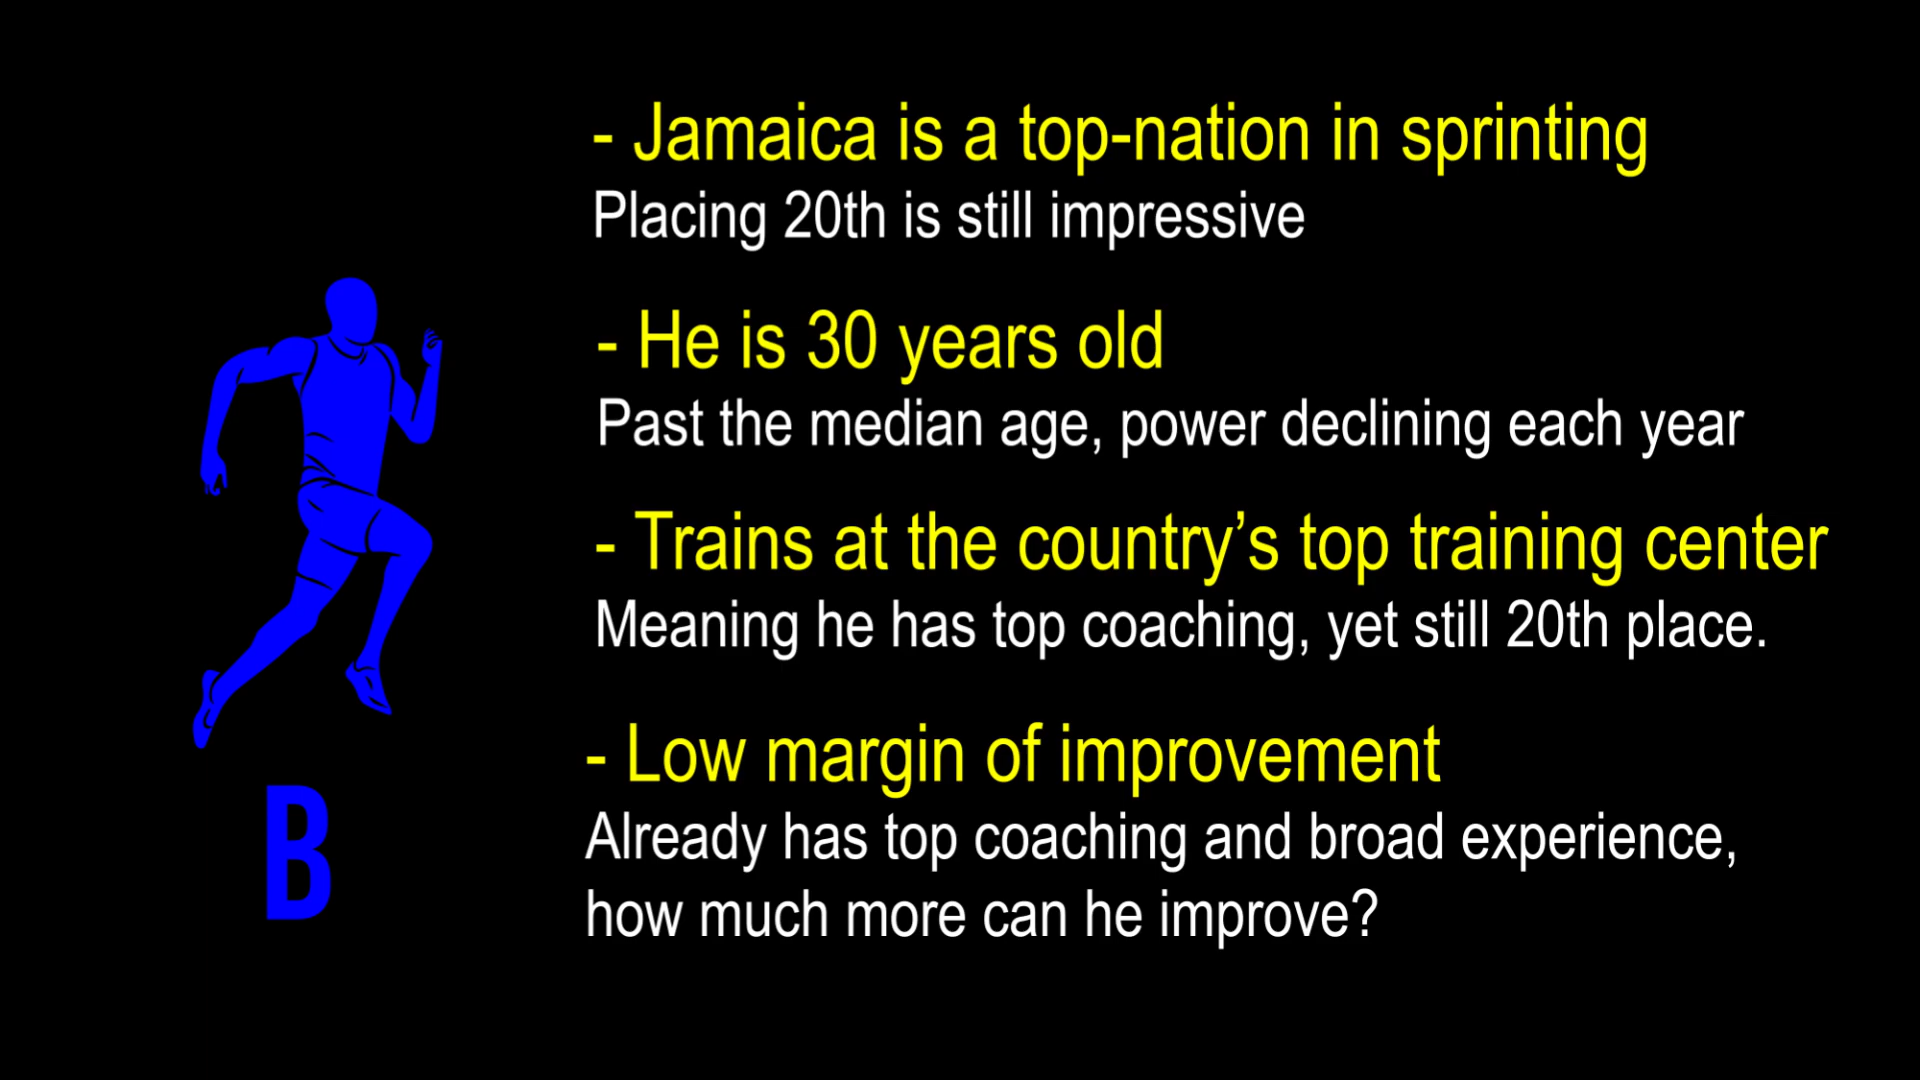 - Jamaica is a top-nation in sprinting
Placing 20th is still impressive
- He is 30 years old
Past the median age, power declining each year
- Trains at the country’s top training center
Meaning he has top coaching, yet still 20th place.
- Low margin of improvement
Already has top coaching and broad experience,
how much more can he improve?
B